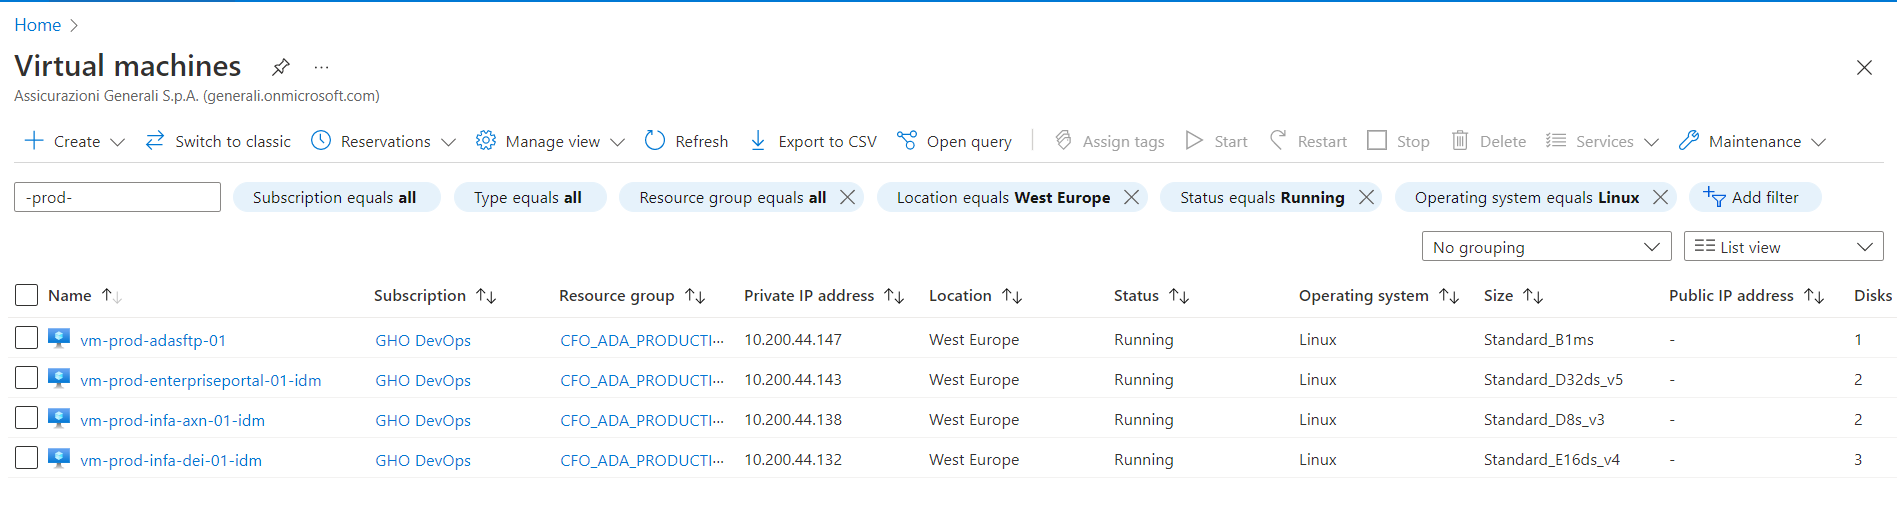 Home
Virtual machines
Assicurazioni Generali S.p.A. (generali.onmicrosoft.com)
Create Switch to classic Reservations Manage view Refresh Export to CSV Open query Assign tags Start Restart Stop Delete Services Maintenance
-prod- Subscription equals all Type equals all Resource group equals all Location equals West Europe Status equals Running Operating system equals Linux Add filter
No grouping List view
Name Subscription Resource group Private IP address Location Status Operating system Size Public IP address Disks
vm-prod-adasftp-01 GHO DevOps CFO_ADA_PRODUCTI... 10.200.44.147 West Europe Running Linux Standard_B1ms - 1
vm-prod-enterpriseportal-01-idm GHO DevOps CFO_ADA_PRODUCTI... 10.200.44.143 West Europe Running Linux Standard_D32ds_v5 - 2
vm-prod-infa-axn-01-idm GHO DevOps CFO_ADA_PRODUCTI... 10.200.44.138 West Europe Running Linux Standard_D8s_v3 - 2
vm-prod-infa-dei-01-idm GHO DevOps CFO_ADA_PRODUCTI... 10.200.44.132 West Europe Running Linux Standard_E16ds_v4 - 3